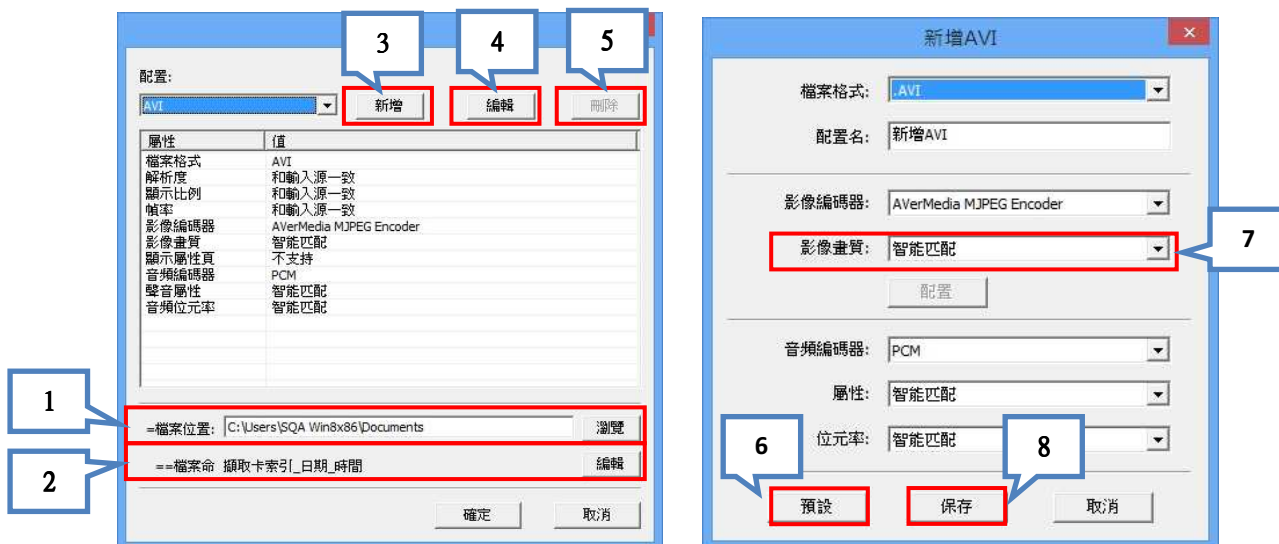 3
4
5
配置:
AVI
新增
編輯
刪除
屬性 值
檔案格式 AVI
解析度 和輸入源一致
顯示比例 和輸入源一致
幀率 和輸入源一致
影像編碼器 AVerMedia MJPEG Encoder
影像畫質 智能匹配
顯示屬性頁 不支持
音頻編碼器 PCM
聲音屬性 智能匹配
音頻位元率 智能匹配
1
=檔案位置: C:\Users\SQA Win8x86\Documents 瀏覽
2
==檔案命 擷取卡索引_日期_時間 編輯
確定 取消
新增AVI
檔案格式: .AVI
配置名: 新增AVI
影像編碼器: AVerMedia MJPEG Encoder
影像畫質: 智能匹配
7
配置
音頻編碼器: PCM
屬性: 智能匹配
位元率: 智能匹配
6
8
預設 保存 取消